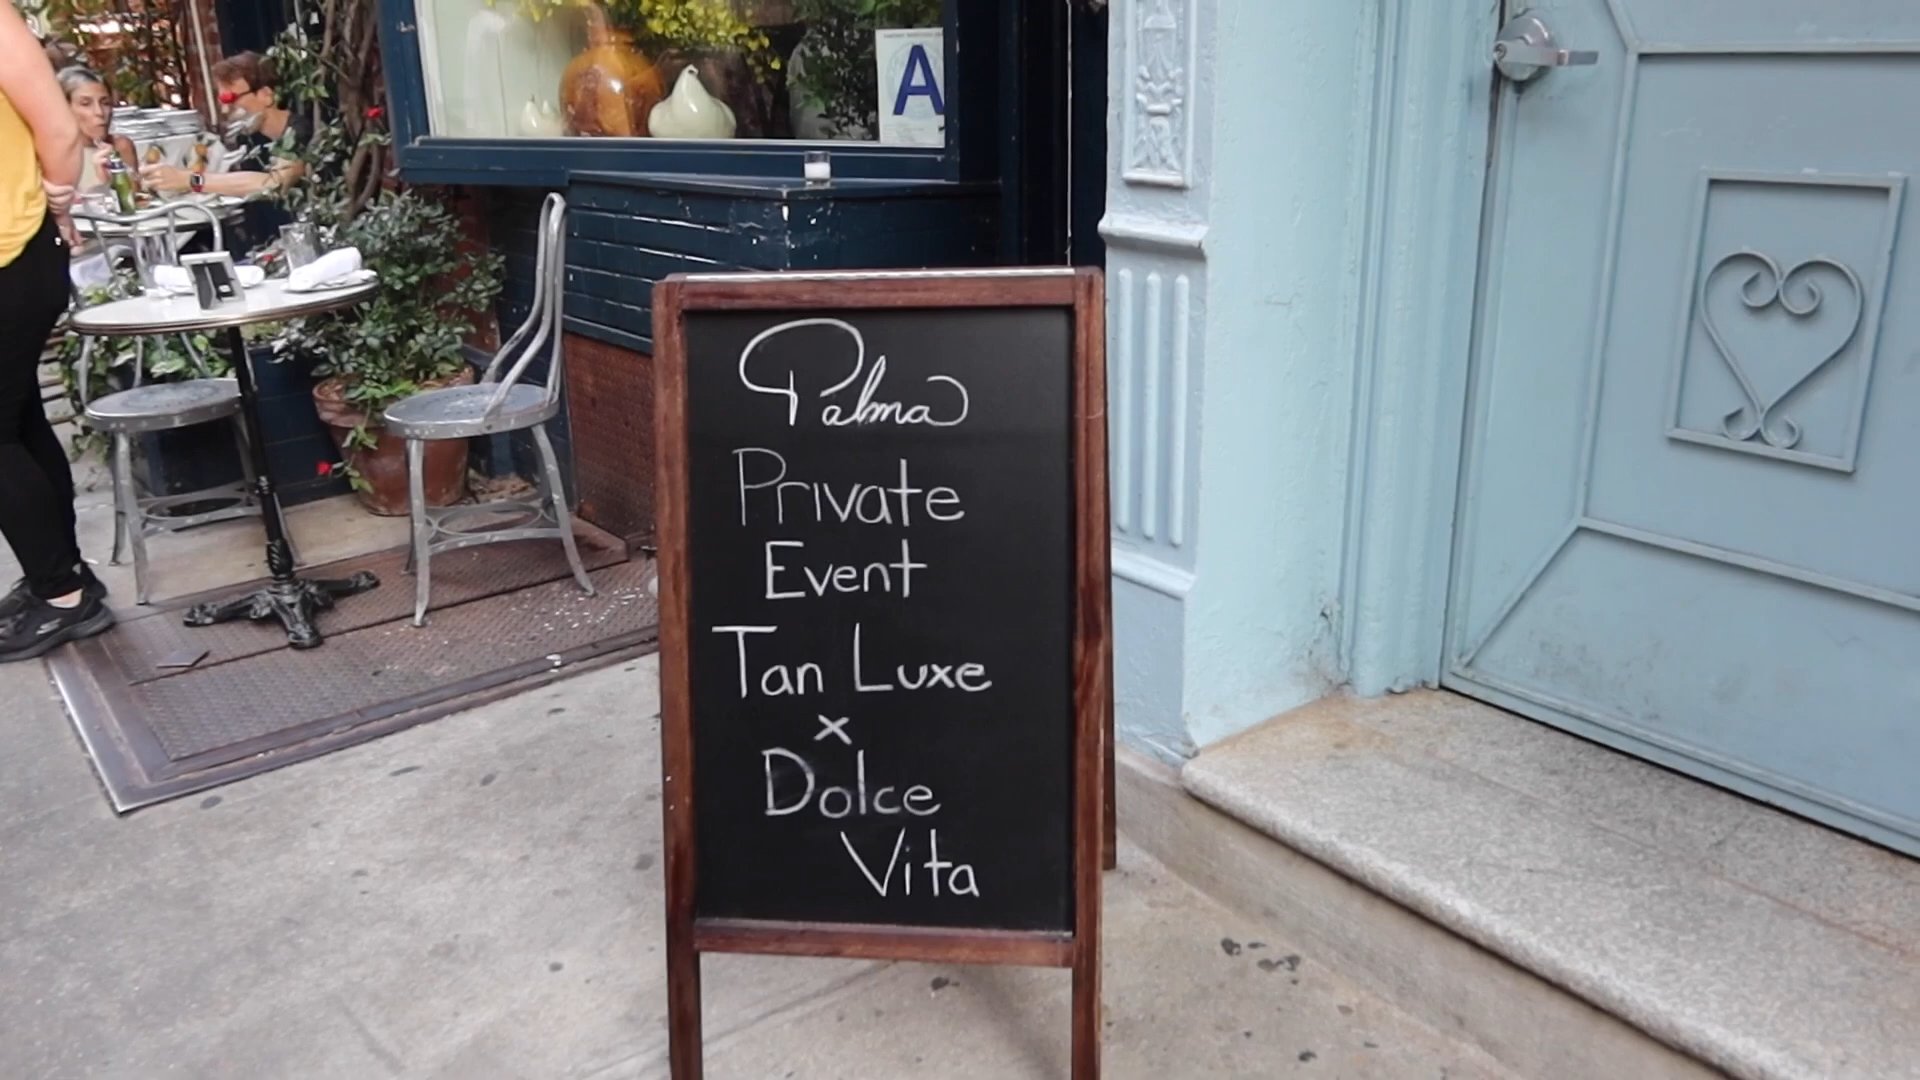 A
Palma
Private
Event
Tan Luxe
x
Dolce
Vita